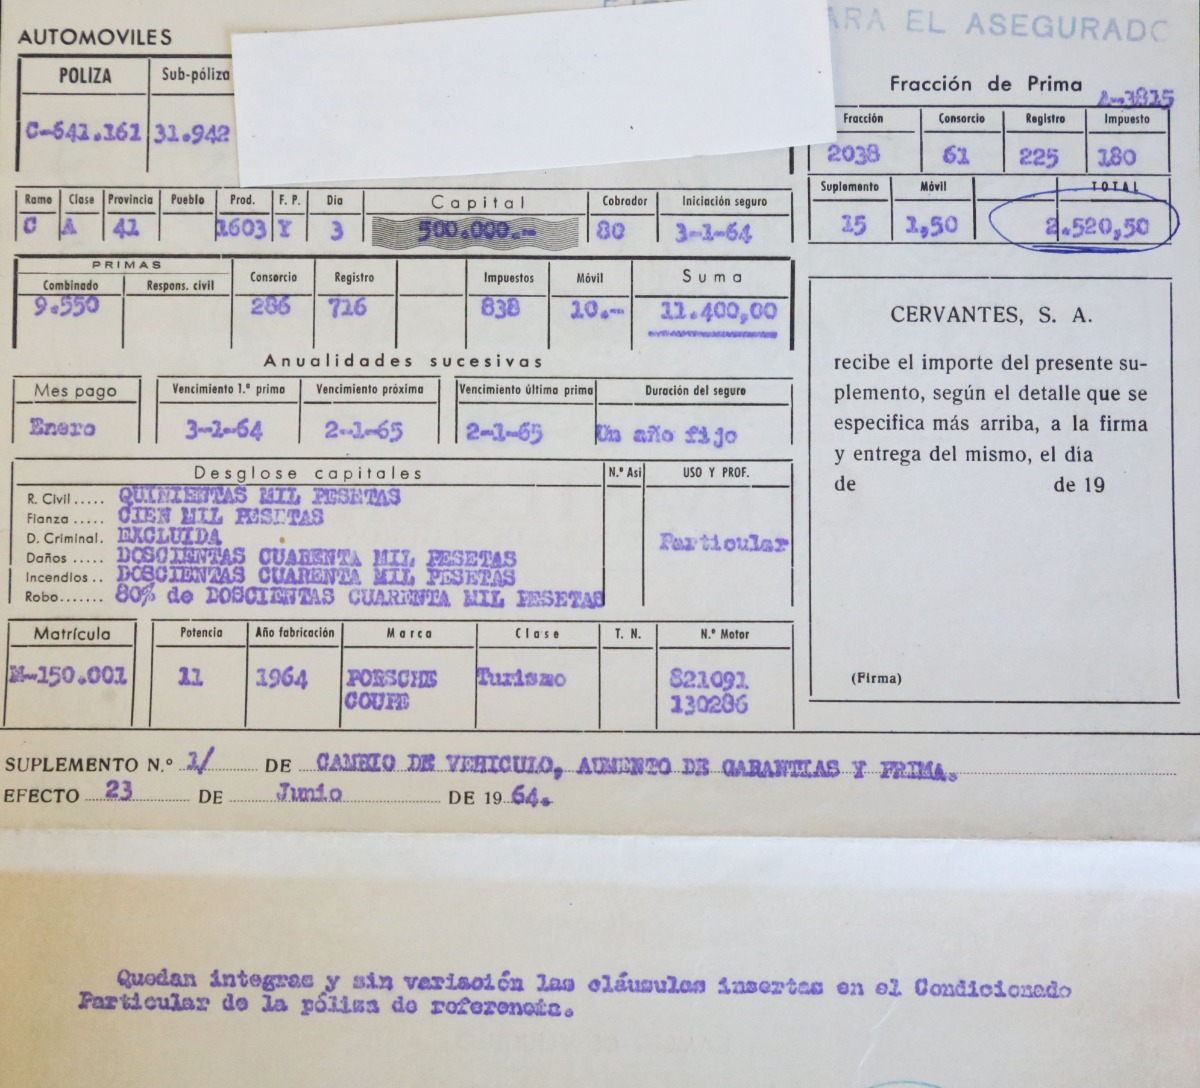 ARA EL ASEGURADO
AUTOMOVILES
POLIZA Sub-póliza
C-641.161 31.942
Fracción de Prima A-3815
Fracción Consorcio Registro Impuesto
2038 61 225 180
Suplemento Móvil TOTAL
15 1,50 2.520,50
Ramo Clase Provincia Pueblo Prod. F. P. Día Capital Cobrador Iniciación seguro
C A 41 1603 Y 3 500.000.-- 80 3-1-64
PRIMAS
Combinado Respons. civil Consorcio Registro Impuestos Móvil Suma
9.550 286 716 838 10.-- 11.400,00
Anualidades sucesivas
Mes pago Vencimiento 1.ª prima Vencimiento próxima Vencimiento última prima Duración del seguro
Enero 3-1-64 2-1-65 2-1-65 Un año fijo
Desglose capitales N.º Asi USO Y PROF.
R. Civil ..... QUINIENTAS MIL PESETAS
Fianza ..... CIEN MIL PESETAS
D. Criminal. EXCLUIDA
Particular
Daños ..... DOSCIENTAS CUARENTA MIL PESETAS
Incendios .. DOSCIENTAS CUARENTA MIL PESETAS
Robo....... 80% de DOSCIENTAS CUARENTA MIL PESETAS
Matrícula Potencia Año fabricación Marca Clase T. N. N.º Motor
M-150.001 11 1964 PORSCHE Turismo 821091
COUPE 130286
CERVANTES, S. A.
recibe el importe del presente su-
plemento, según el detalle que se
especifica más arriba, a la firma
y entrega del mismo, el día
de de 19
(Firma)
SUPLEMENTO N.º 1/ DE CAMBIO DE VEHICULO, AUMENTO DE GARANTIAS Y PRIMA.
EFECTO 23 DE Junio DE 19 64.
Quedan íntegras y sin variación las cláusulas insertas en el Condicionado
Particular de la póliza de referencia.